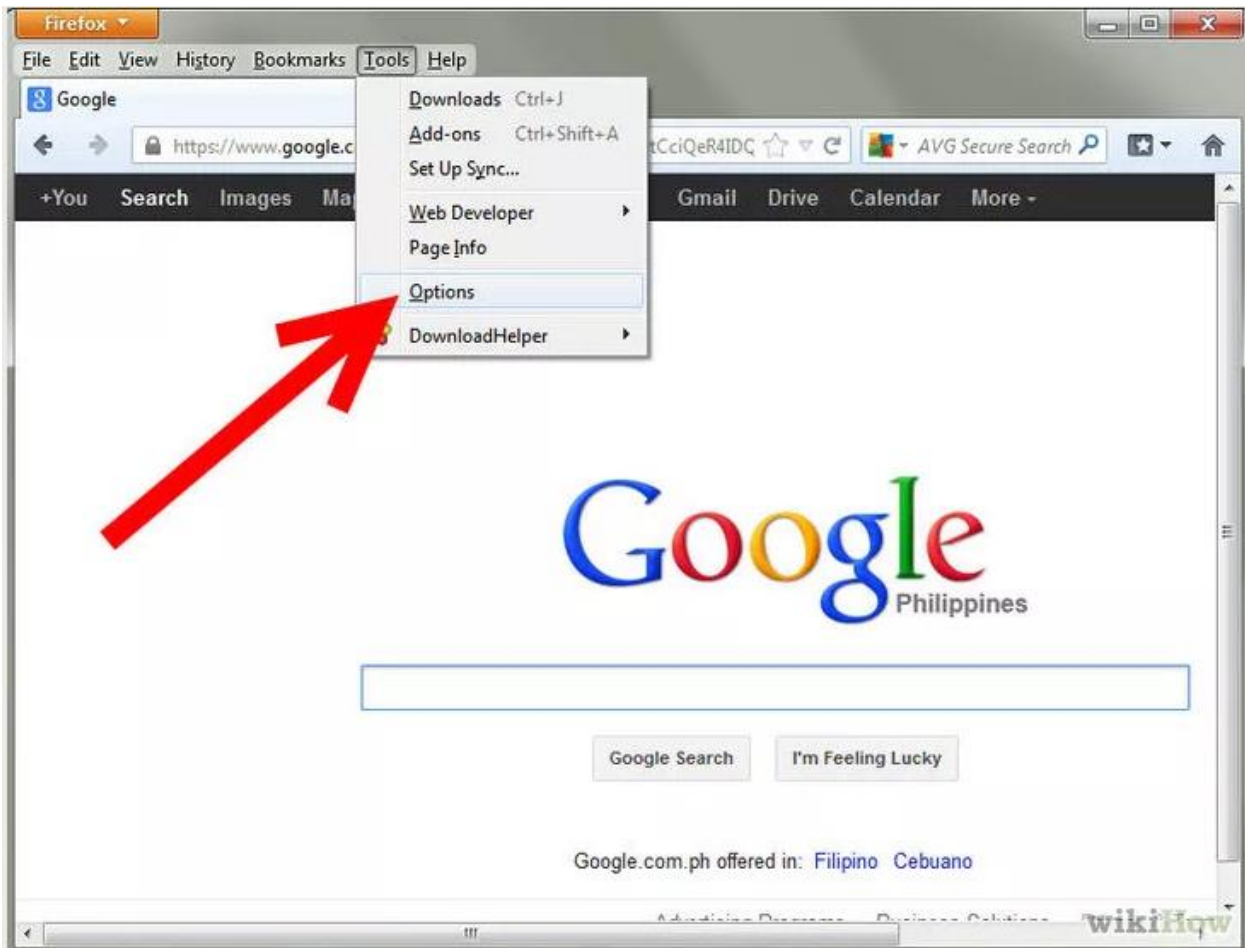 Firefox
File Edit View History Bookmarks Tools Help
Google
Downloads Ctrl+J
Add-ons Ctrl+Shift+A
Set Up Sync...
Web Developer
Page Info
Options
DownloadHelper
https://www.google.c
tCciQeR4IDC
AVG Secure Search
+You Search Images Ma
Gmail Drive Calendar More
Google
Philippines
Google Search I'm Feeling Lucky
Google.com.ph offered in: Filipino Cebuano
wikiHow